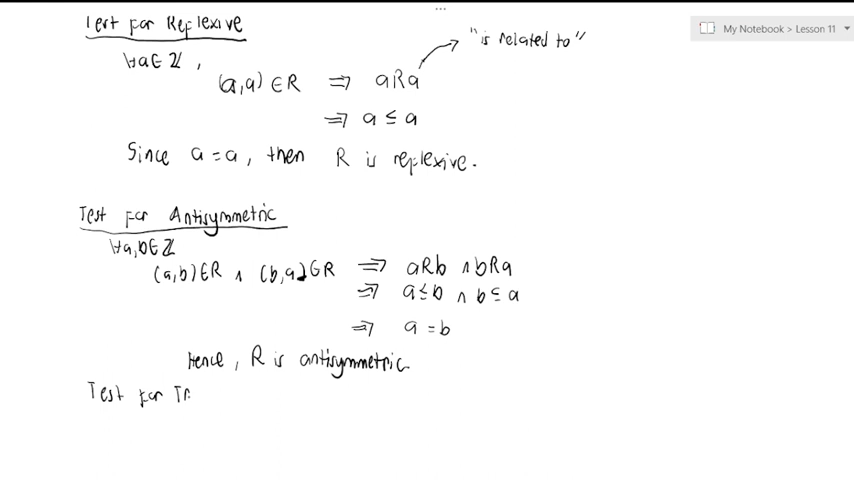 Test for Reflexive
"is related to"
My Notebook > Lesson 11
∀a∈ℤ,
(a,a) ∈R ⇒ aRa
⇒ a ≤ a
Since a = a, then R is reflexive.
Test for Antisymmetric
∀a,b∈ℤ
(a,b)∈R ∧ (b,a)∈R ⇒ aRb ∧ bRa
⇒ a ≤ b ∧ b ≤ a
⇒ a = b
Hence, R is antisymmetric.
Test for Tr